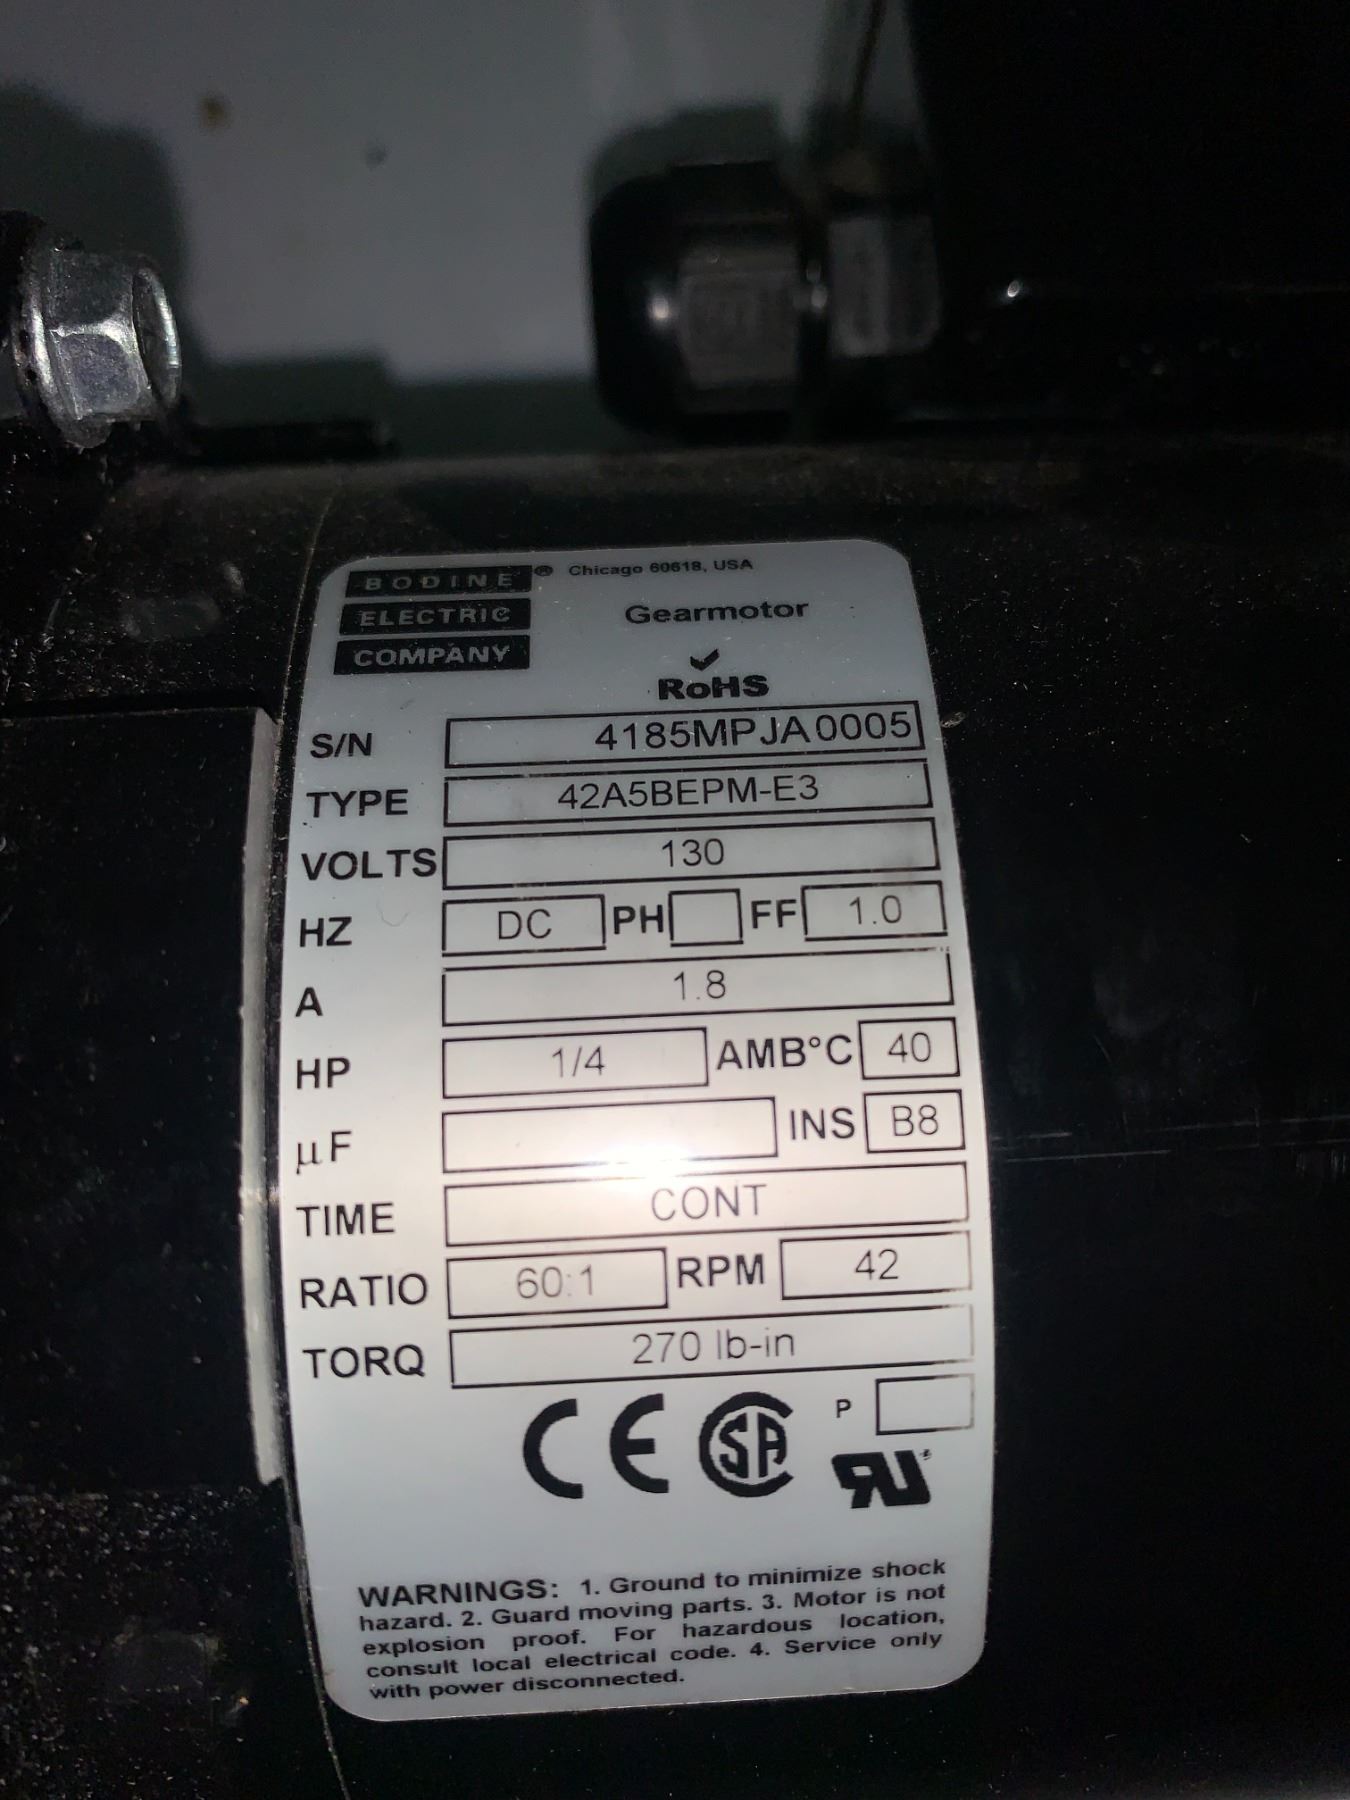 BODINE ® Chicago 60618, USA
ELECTRIC Gearmotor
COMPANY
RoHS
S/N 4185MPJA0005
TYPE 42A5BEPM-E3
VOLTS 130
HZ DC PH FF 1.0
A 1.8
HP 1/4 AMB°C 40
µF INS B8
TIME CONT
RATIO 60:1 RPM 42
TORQ 270 lb-in
P
CE SA RU
WARNINGS: 1. Ground to minimize shock
hazard. 2. Guard moving parts. 3. Motor is not
explosion proof. For hazardous location,
consult local electrical code. 4. Service only
with power disconnected.